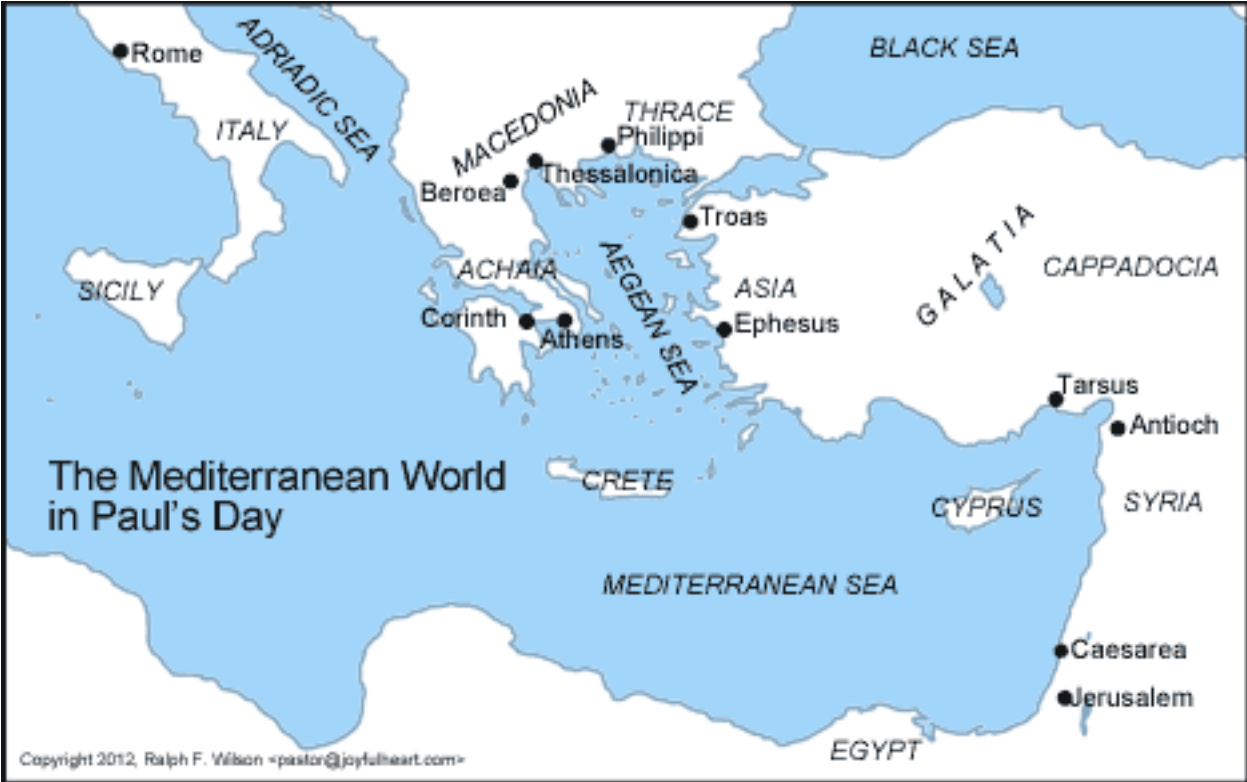 BLACK SEA
Rome
ADRIADIC SEA
ITALY
MACEDONIA
THRACE
Philippi
Thessalonica
Beroea
Troas
GALATIA
CAPPADOCIA
SICILY
ACHAIA
AEGEAN SEA
ASIA
Corinth
Athens
Ephesus
Tarsus
Antioch
The Mediterranean World
in Paul's Day
CRETE
CYPRUS
SYRIA
MEDITERRANEAN SEA
Caesarea
Jerusalem
EGYPT
Copyright 2012, Ralph F. Wilson <pastor@joyfulheart.com>